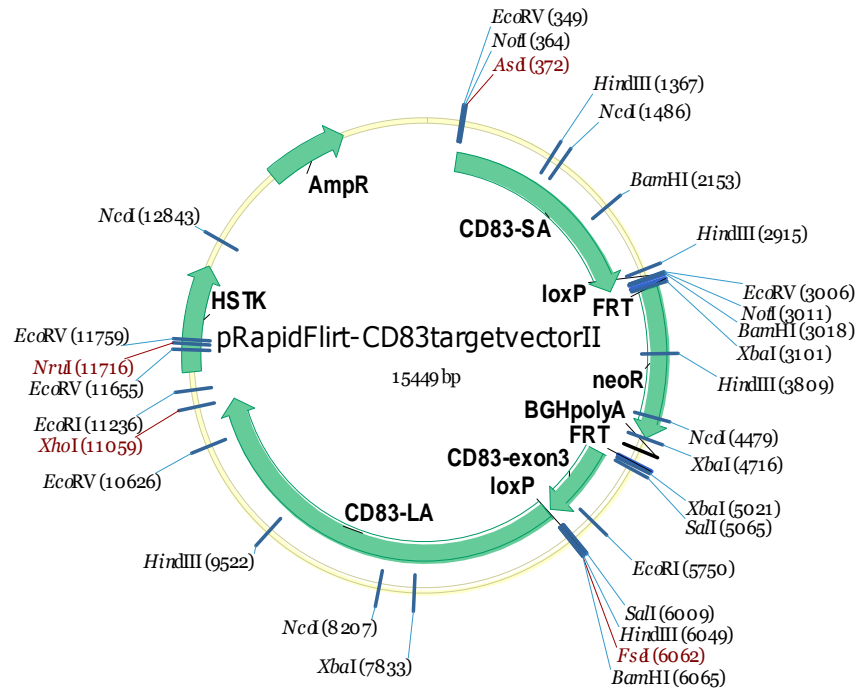 EcoRV (349)
NotI (364)
AscI (372)
HindIII (1367)
NcoI (1486)
BamHI (2153)
HindIII (2915)
EcoRV (3006)
NotI (3011)
BamHI (3018)
XbaI (3101)
HindIII (3809)
NcoI (4479)
XbaI (4716)
XbaI (5021)
SalI (5065)
EcoRI (5750)
SalI (6009)
HindIII (6049)
FseI (6062)
BamHI (6065)
XbaI (7833)
NcoI (8207)
HindIII (9522)
EcoRV (10626)
XhoI (11059)
EcoRI (11236)
EcoRV (11655)
NruI (11716)
EcoRV (11759)
NcoI (12843)
AmpR
CD83-SA
loxP
FRT
HSTK
pRapidFlirt-CD83targetvectorII
15449 bp
neoR
BGHpolyA
FRT
CD83-exon3
loxP
CD83-LA